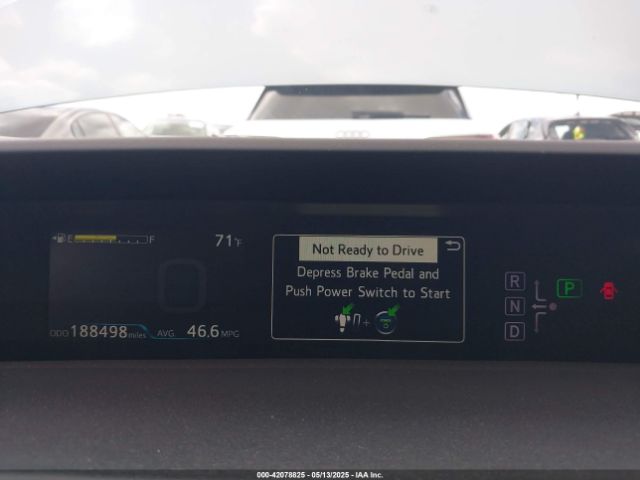 E F 71°F
ODO 188498 miles AVG 46.6 MPG
Not Ready to Drive
Depress Brake Pedal and
Push Power Switch to Start
+
R
N
D
P
000-42078825 - 05/13/2025 - IAA Inc.